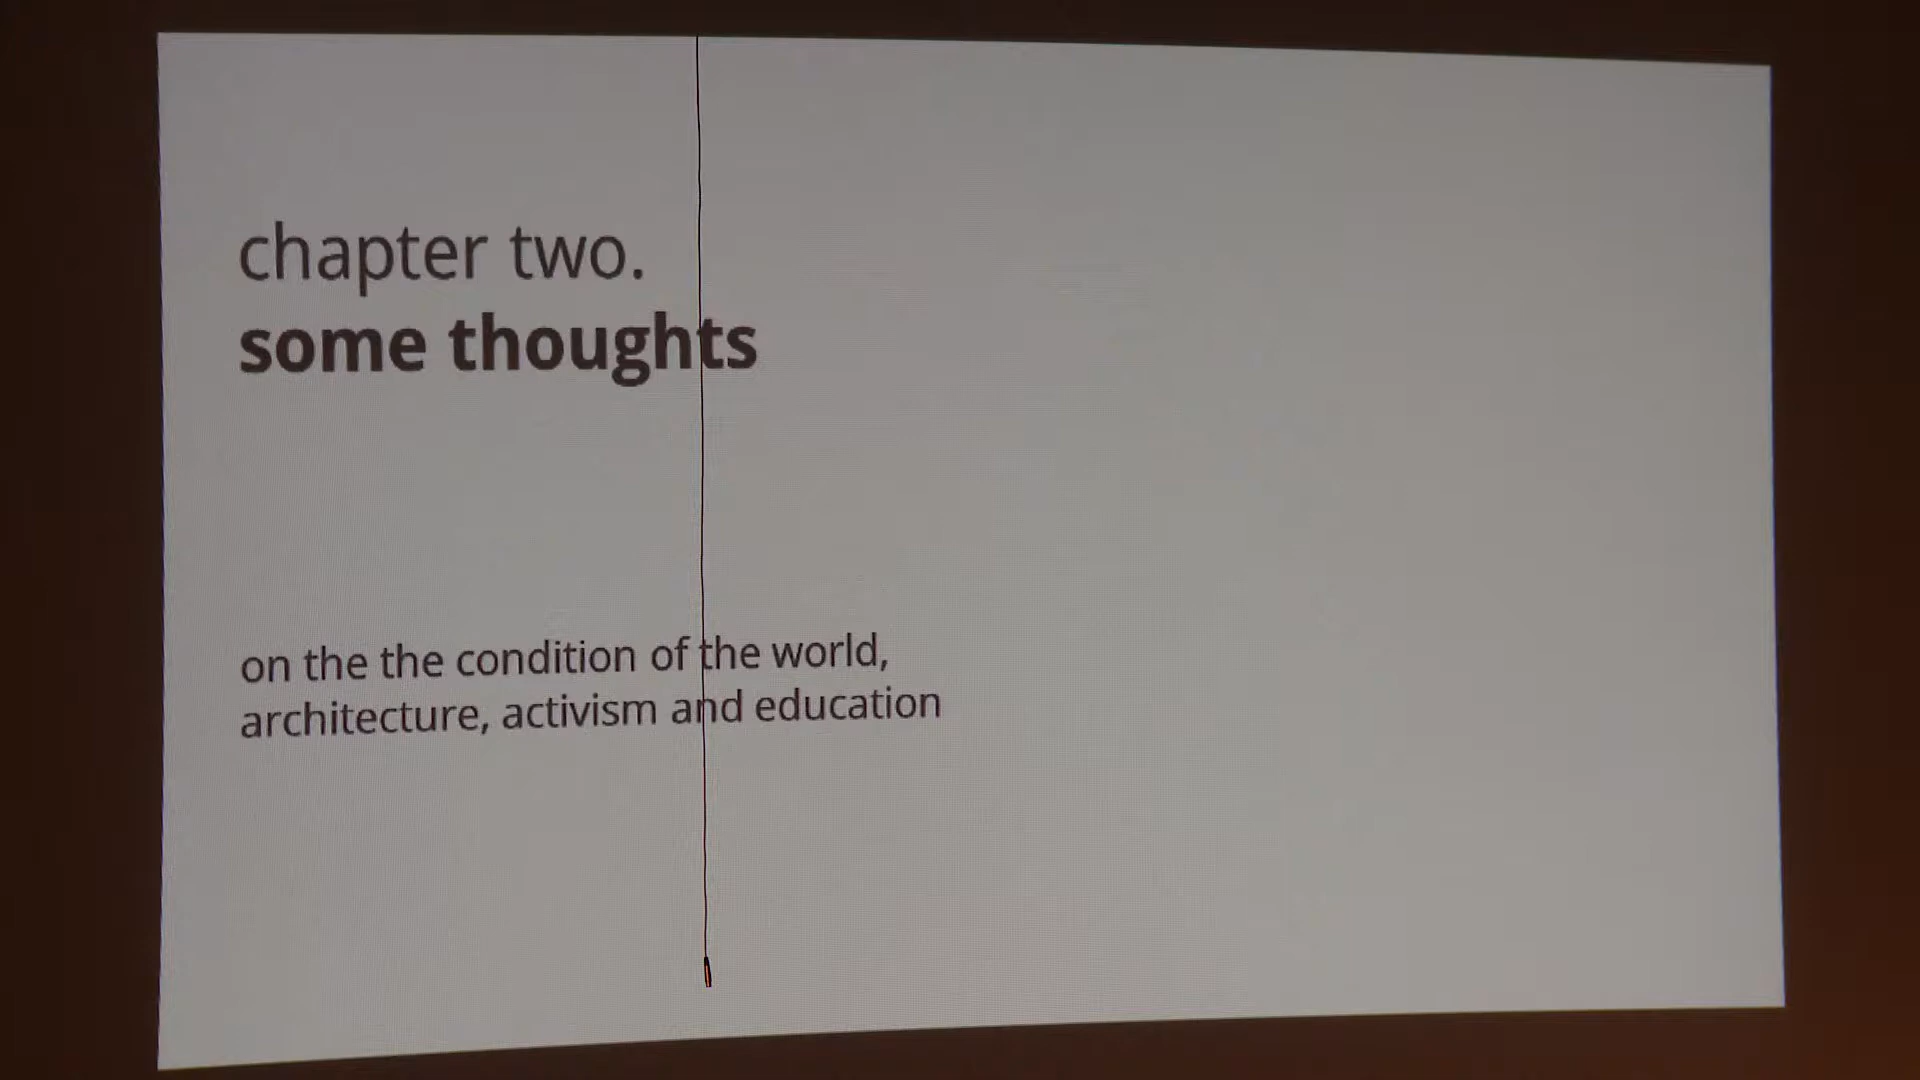 chapter two.
some thoughts
on the the condition of the world,
architecture, activism and education